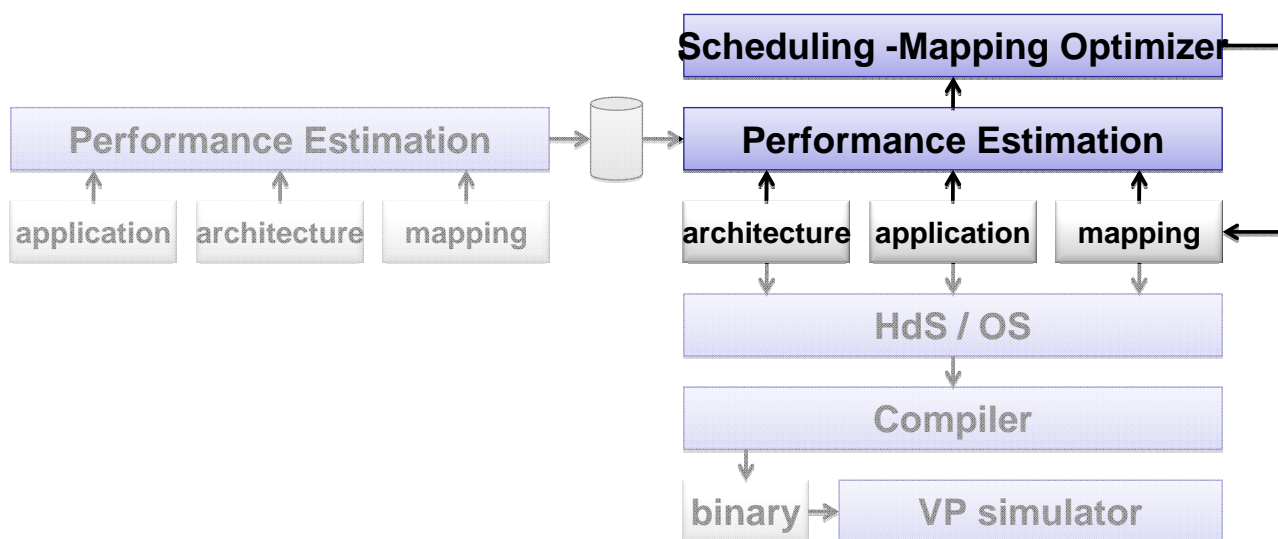 Scheduling -Mapping Optimizer
Performance Estimation
Performance Estimation
application architecture mapping
architecture application mapping
HdS / OS
Compiler
binary
VP simulator